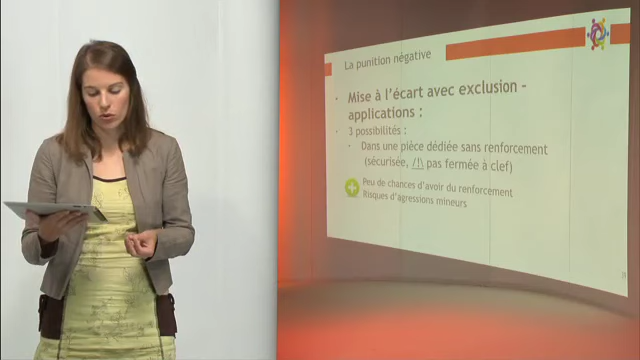 La punition négative
Mise à l'écart avec exclusion -
applications :
3 possibilités :
Dans une pièce dédiée sans renforcement
(sécurisée, /!\ pas fermée à clef)
Peu de chances d'avoir du renforcement
Risques d'agressions mineurs